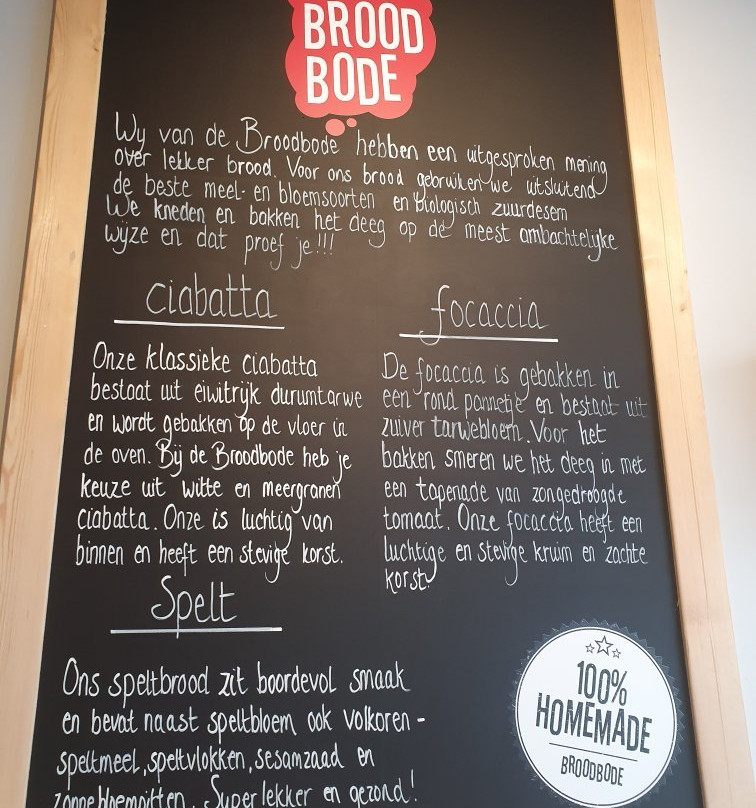 BROOD
BODE
Wij van de Broodbode hebben een uitgesproken mening
over lekker brood. Voor ons brood gebruiken we uitsluitend
de beste meel- en bloemsoorten en biologisch zuurdesem
We kneden en bakken het deeg op de meest ambachtelijke
wijze en dat proef je!!!
ciabatta
Onze klassieke ciabatta
bestaat uit eiwitrijk durumtarwe
en wordt gebakken op de vloer in
de oven. Bij de Broodbode heb je
keuze uit witte en meergranen
ciabatta. Onze is luchtig van
binnen en heeft een stevige korst.
focaccia
De focaccia is gebakken in
een rond pannetje en bestaat uit
zuiver tarwebloem. Voor het
bakken smeren we het deeg in met
een tapenade van zongedroogde
tomaat. Onze focaccia heeft een
luchtige en stevige kruim en zachte
korst.
Spelt
Ons speltbrood zit boordevol smaak
en bevat naast speltbloem ook volkoren-
speltmeel, speltvlokken, sesamzaad en
zonnebloempitten. Super lekker en gezond!
100%
HOMEMADE
BROODBODE